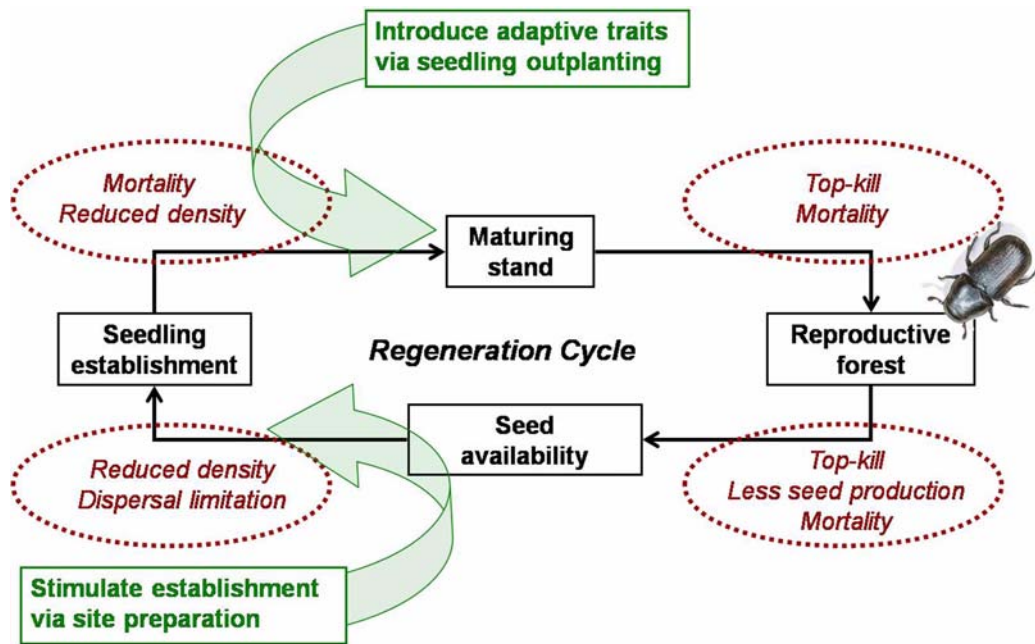 Introduce adaptive traits
via seedling outplanting
Mortality
Reduced density
Top-kill
Mortality
Maturing
stand
Seedling
establishment
Regeneration Cycle
Reproductive
forest
Seed
availability
Reduced density
Dispersal limitation
Top-kill
Less seed production
Mortality
Stimulate establishment
via site preparation